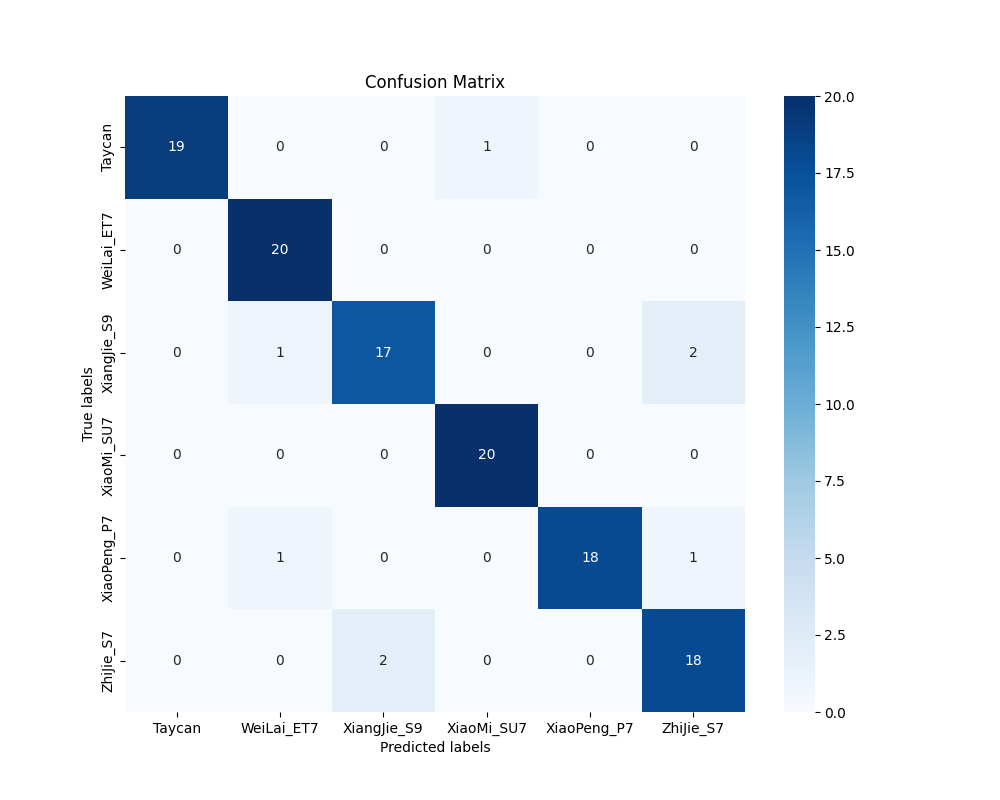 Confusion Matrix
True labels
Taycan 19 0 0 1 0 0
WeiLai_ET7 0 20 0 0 0 0
XiangJie_S9 0 1 17 0 0 2
XiaoMi_SU7 0 0 0 20 0 0
XiaoPeng_P7 0 1 0 0 18 1
ZhiJie_S7 0 0 2 0 0 18
Taycan WeiLai_ET7 XiangJie_S9 XiaoMi_SU7 XiaoPeng_P7 ZhiJie_S7
Predicted labels
20.0
17.5
15.0
12.5
10.0
7.5
5.0
2.5
0.0